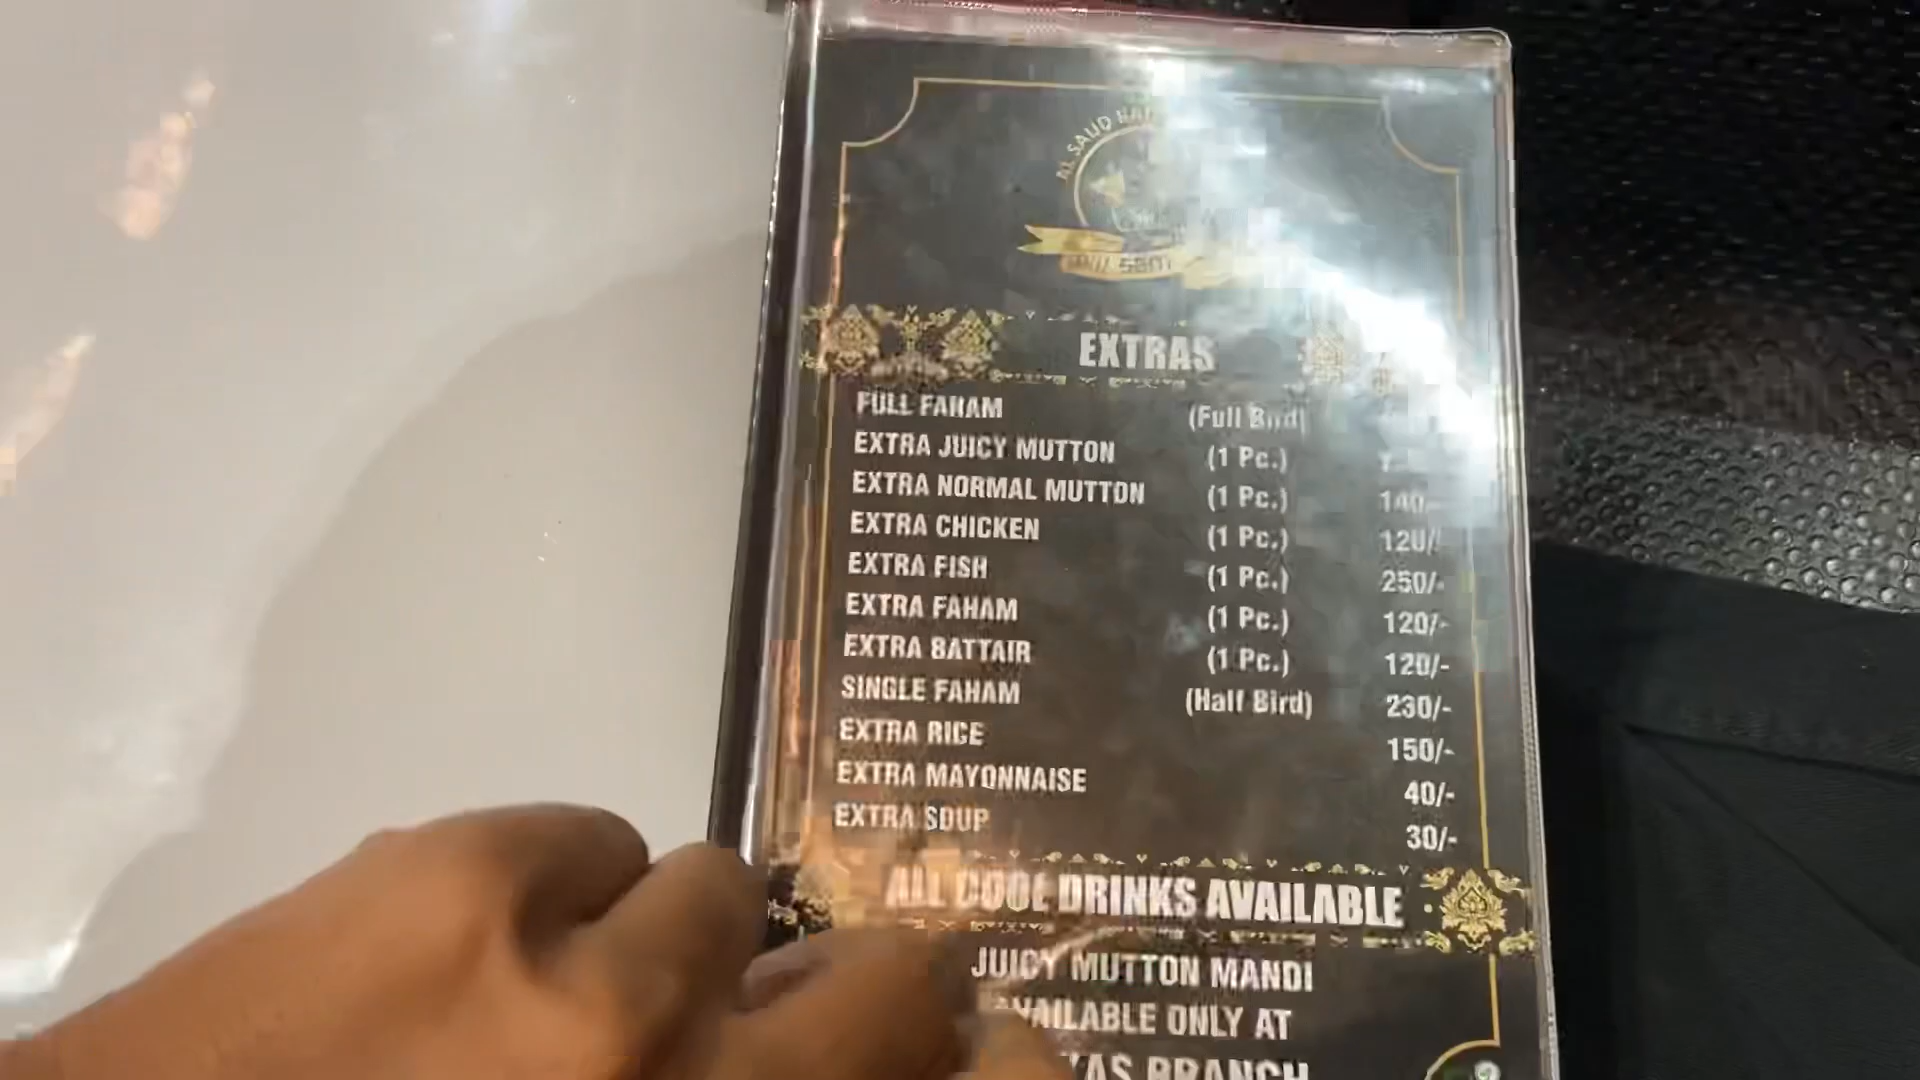 AL SAUD
EXTRAS
FULL FAHAM (Full Bird)
EXTRA JUICY MUTTON (1 Pc.)
EXTRA NORMAL MUTTON (1 Pc.) 140/-
EXTRA CHICKEN (1 Pc.) 120/-
EXTRA FISH (1 Pc.) 250/-
EXTRA FAHAM (1 Pc.) 120/-
EXTRA BATTAIR (1 Pc.) 120/-
SINGLE FAHAM (Half Bird) 230/-
EXTRA RICE 150/-
EXTRA MAYONNAISE 40/-
EXTRA SOUP 30/-
ALL COOL DRINKS AVAILABLE
JUICY MUTTON MANDI
AVAILABLE ONLY AT
BRANCH